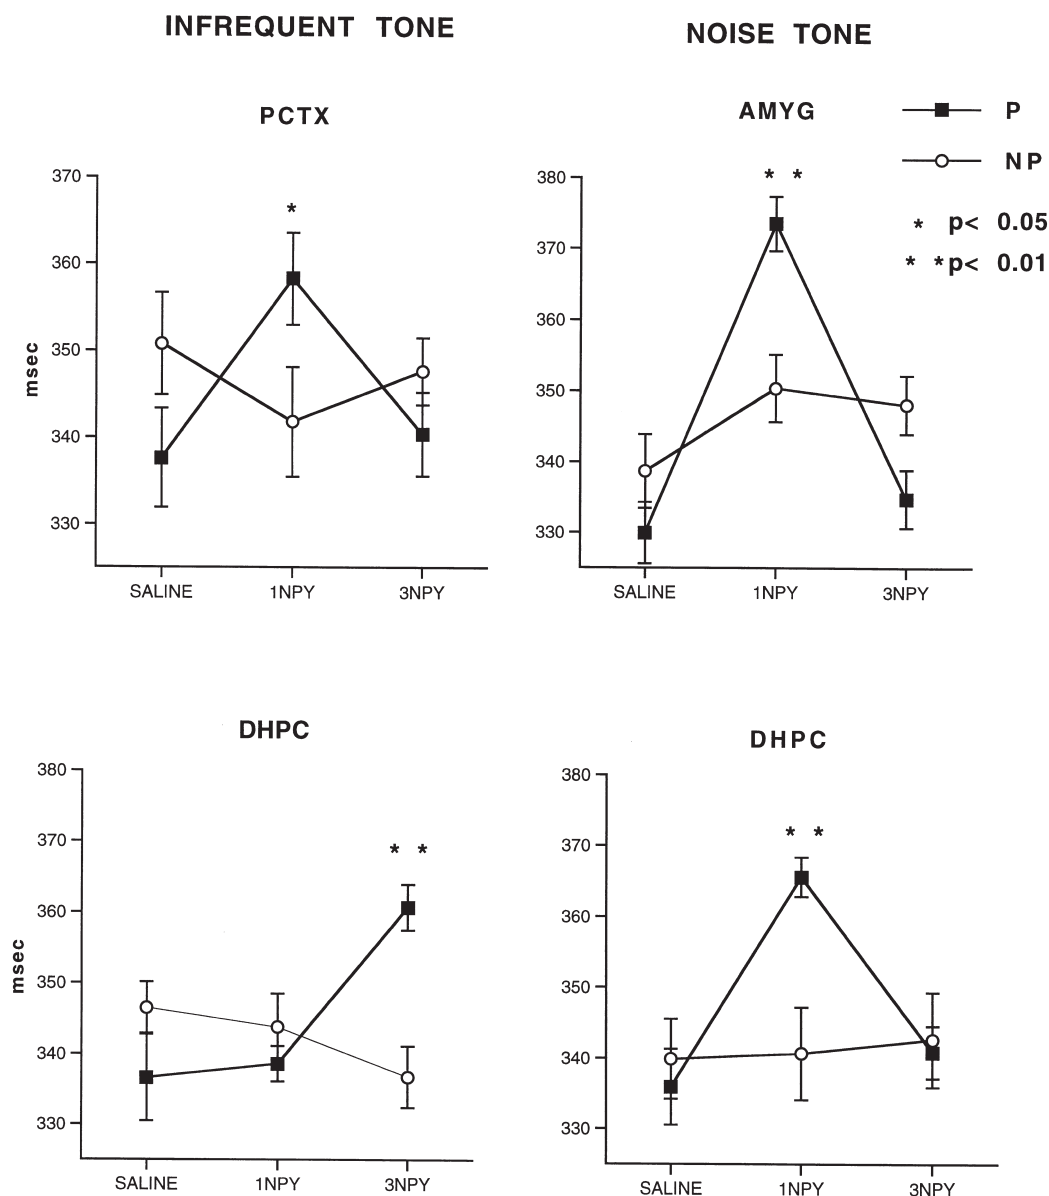 INFREQUENT TONE
NOISE TONE
PCTX
370
360
350
340
330
msec
SALINE 1NPY 3NPY
*
AMYG
380
370
360
350
340
330
SALINE 1NPY 3NPY
* *
P
NP
* p< 0.05
* * p< 0.01
DHPC
380
370
360
350
340
330
msec
SALINE 1NPY 3NPY
* *
DHPC
380
370
360
350
340
330
SALINE 1NPY 3NPY
* *